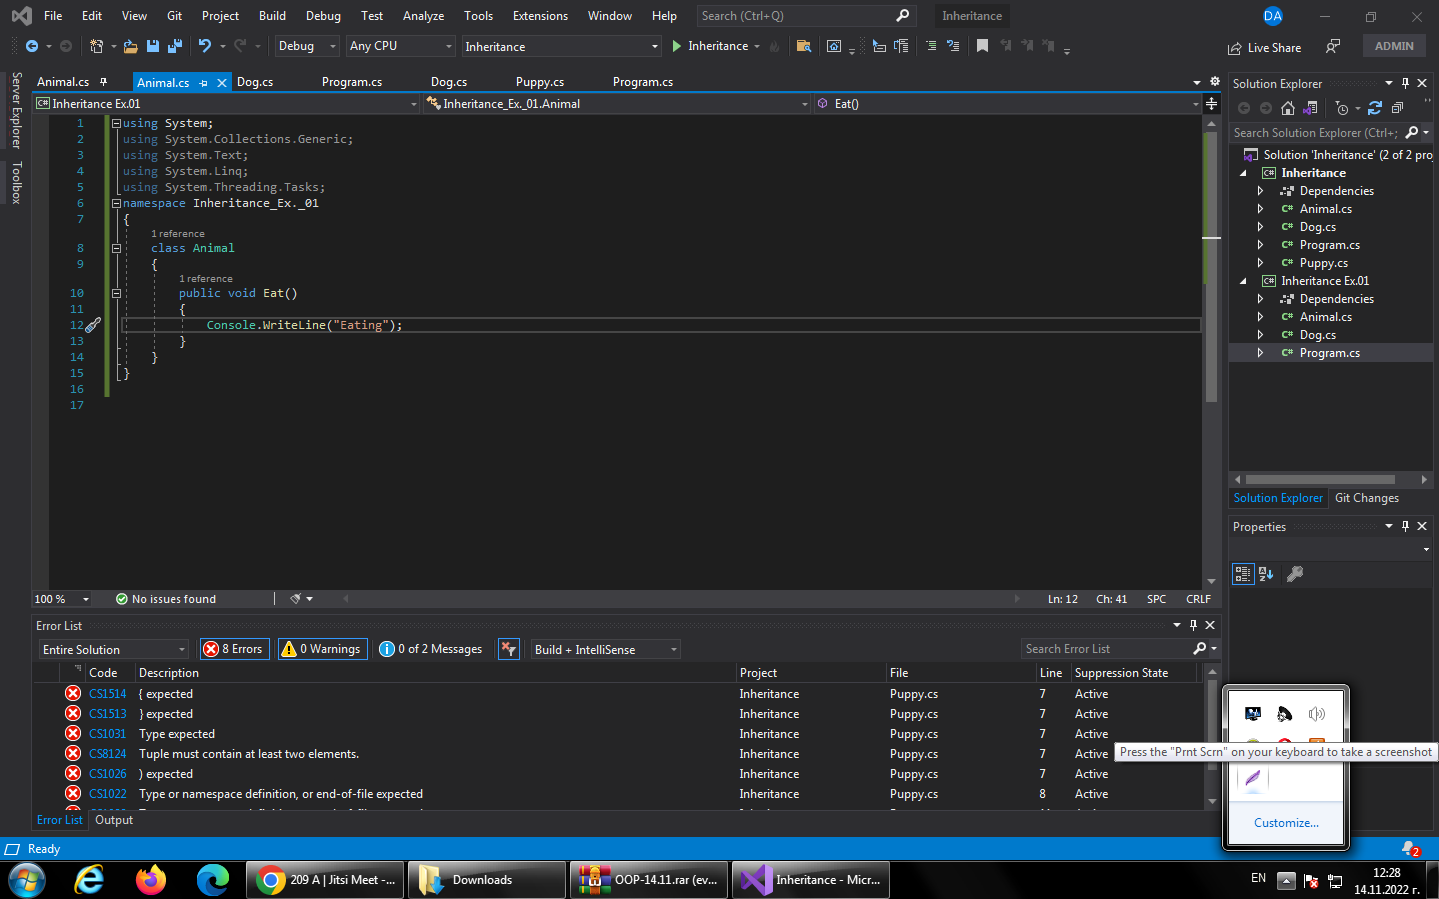 File Edit View Git Project Build Debug Test Analyze Tools Extensions Window Help Search (Ctrl+Q) Inheritance DA
Debug Any CPU Inheritance Inheritance Live Share ADMIN
Animal.cs Animal.cs Dog.cs Program.cs Dog.cs Puppy.cs Program.cs
Inheritance Ex.01 Inheritance_Ex._01.Animal Eat()
Server Explorer
Toolbox
1 using System;
2 using System.Collections.Generic;
3 using System.Text;
4 using System.Linq;
5 using System.Threading.Tasks;
6 namespace Inheritance_Ex._01
7 {
1 reference
8 class Animal
9 {
1 reference
10 public void Eat()
11 {
12 Console.WriteLine("Eating");
13 }
14 }
15 }
16
17
100 % No issues found Ln: 12 Ch: 41 SPC CRLF
Solution Explorer
Search Solution Explorer (Ctrl+;
Solution 'Inheritance' (2 of 2 proj
Inheritance
Dependencies
Animal.cs
Dog.cs
Program.cs
Puppy.cs
Inheritance Ex.01
Dependencies
Animal.cs
Dog.cs
Program.cs
Solution Explorer Git Changes
Properties
Error List
Entire Solution 8 Errors 0 Warnings 0 of 2 Messages Build + IntelliSense Search Error List
Code Description Project File Line Suppression State
CS1514 { expected Inheritance Puppy.cs 7 Active
CS1513 } expected Inheritance Puppy.cs 7 Active
CS1031 Type expected Inheritance Puppy.cs 7 Active
CS8124 Tuple must contain at least two elements. Inheritance Puppy.cs 7 Active
CS1026 ) expected Inheritance Puppy.cs 7 Active
CS1022 Type or namespace definition, or end-of-file expected Inheritance Puppy.cs 8 Active
Error List Output
Press the "Prnt Scrn" on your keyboard to take a screenshot
Customize...
Ready 2
209 A | Jitsi Meet -... Downloads OOP-14.11.rar (ev... Inheritance - Micr... EN 12:28
14.11.2022 г.